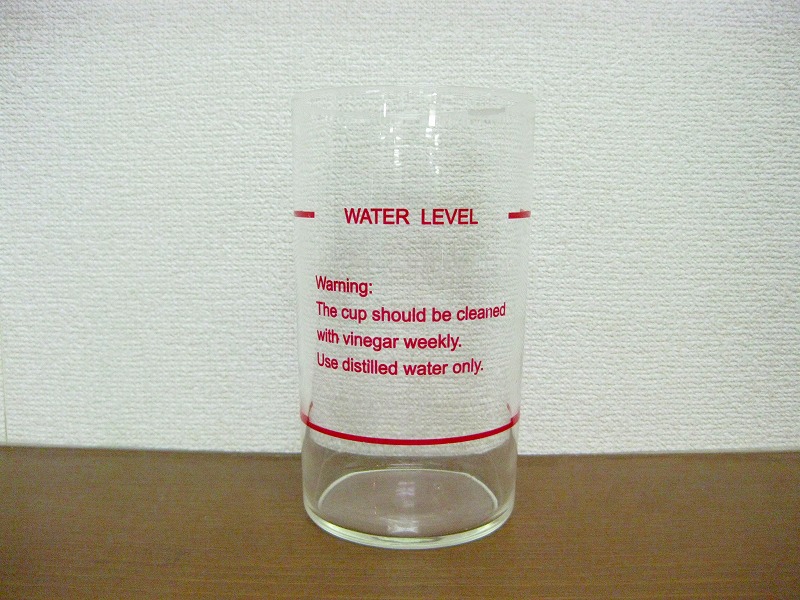 WATER LEVEL
Warning:
The cup should be cleaned
with vinegar weekly.
Use distilled water only.